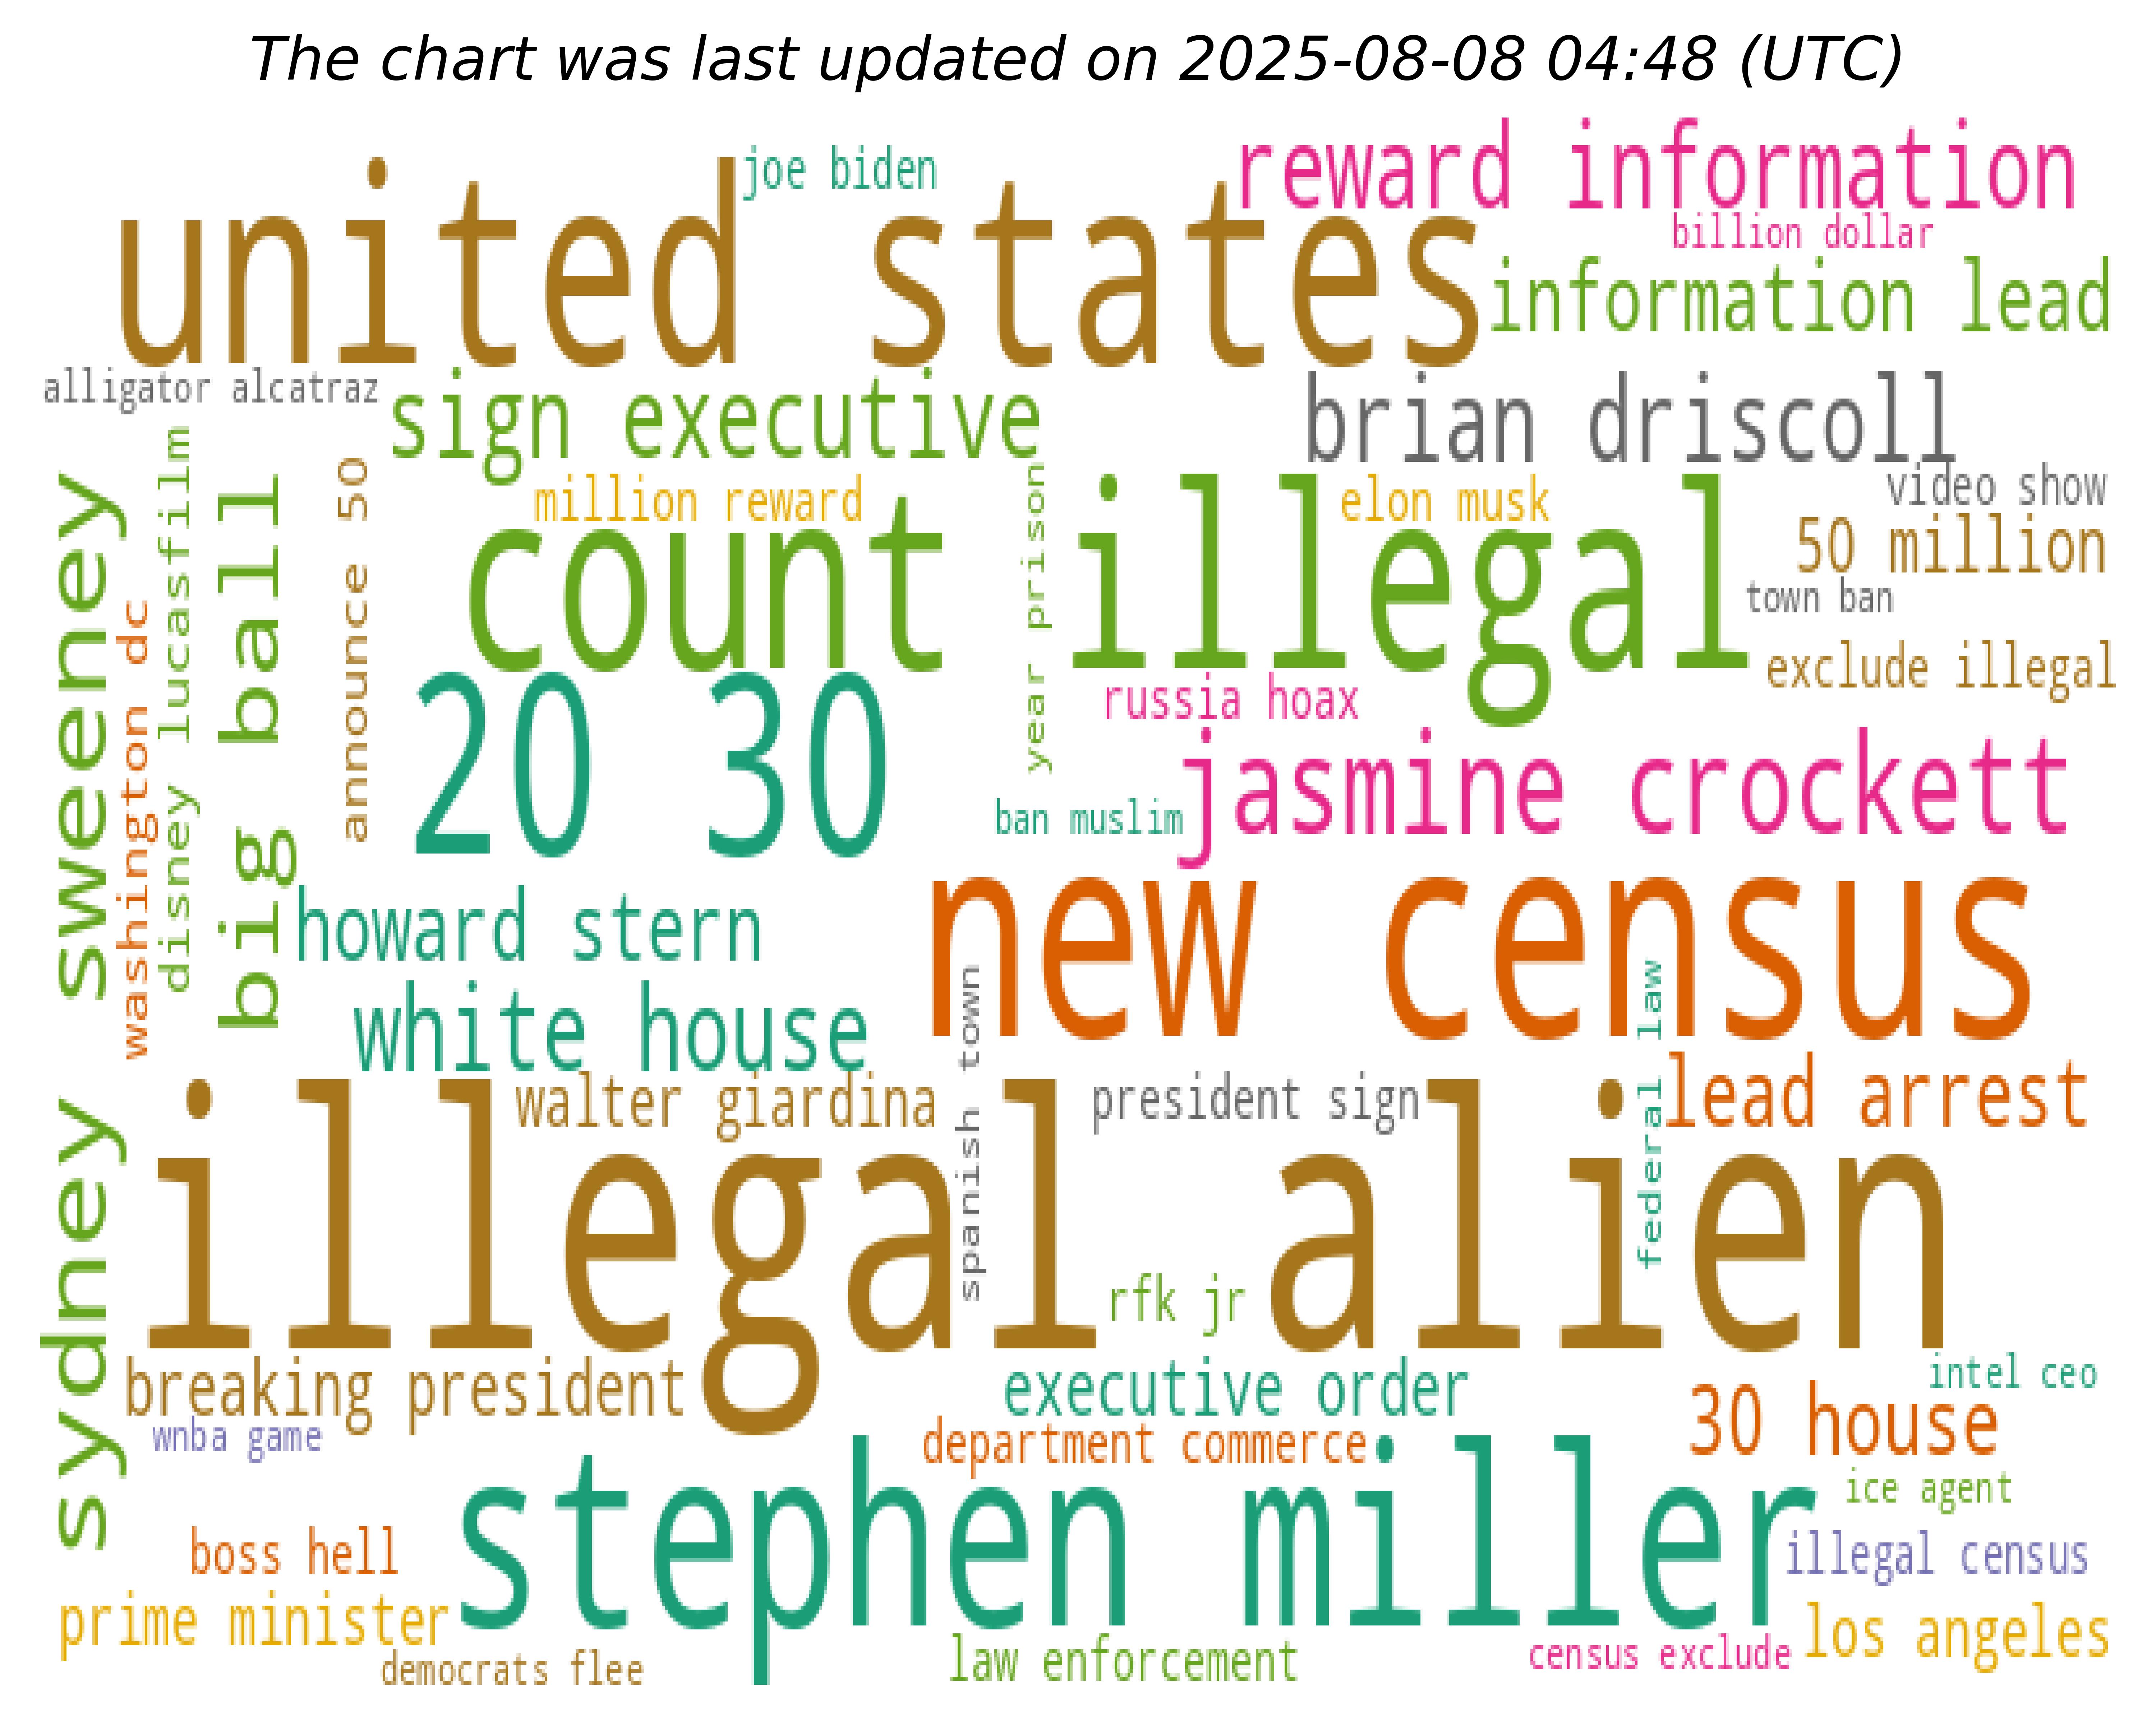 The chart was last updated on 2025-08-08 04:48 (UTC)
joe biden
reward information
united states
billion dollar
information lead
alligator alcatraz
sign executive
brian driscoll
million reward
elon musk
video show
50 million
count illegal
town ban
exclude illegal
sydney sweeney
washington dc
disney lucasfilm
big ball
announce 50
year prison
20 30
russia hoax
jasmine crockett
ban muslim
howard stern
new census
white house
spanish town
federal law
lead arrest
walter giardina
president sign
illegal alien
rfk jr
breaking president
executive order
intel ceo
30 house
wnba game
department commerce
stephen miller
ice agent
boss hell
illegal census
prime minister
los angeles
democrats flee
law enforcement
census exclude